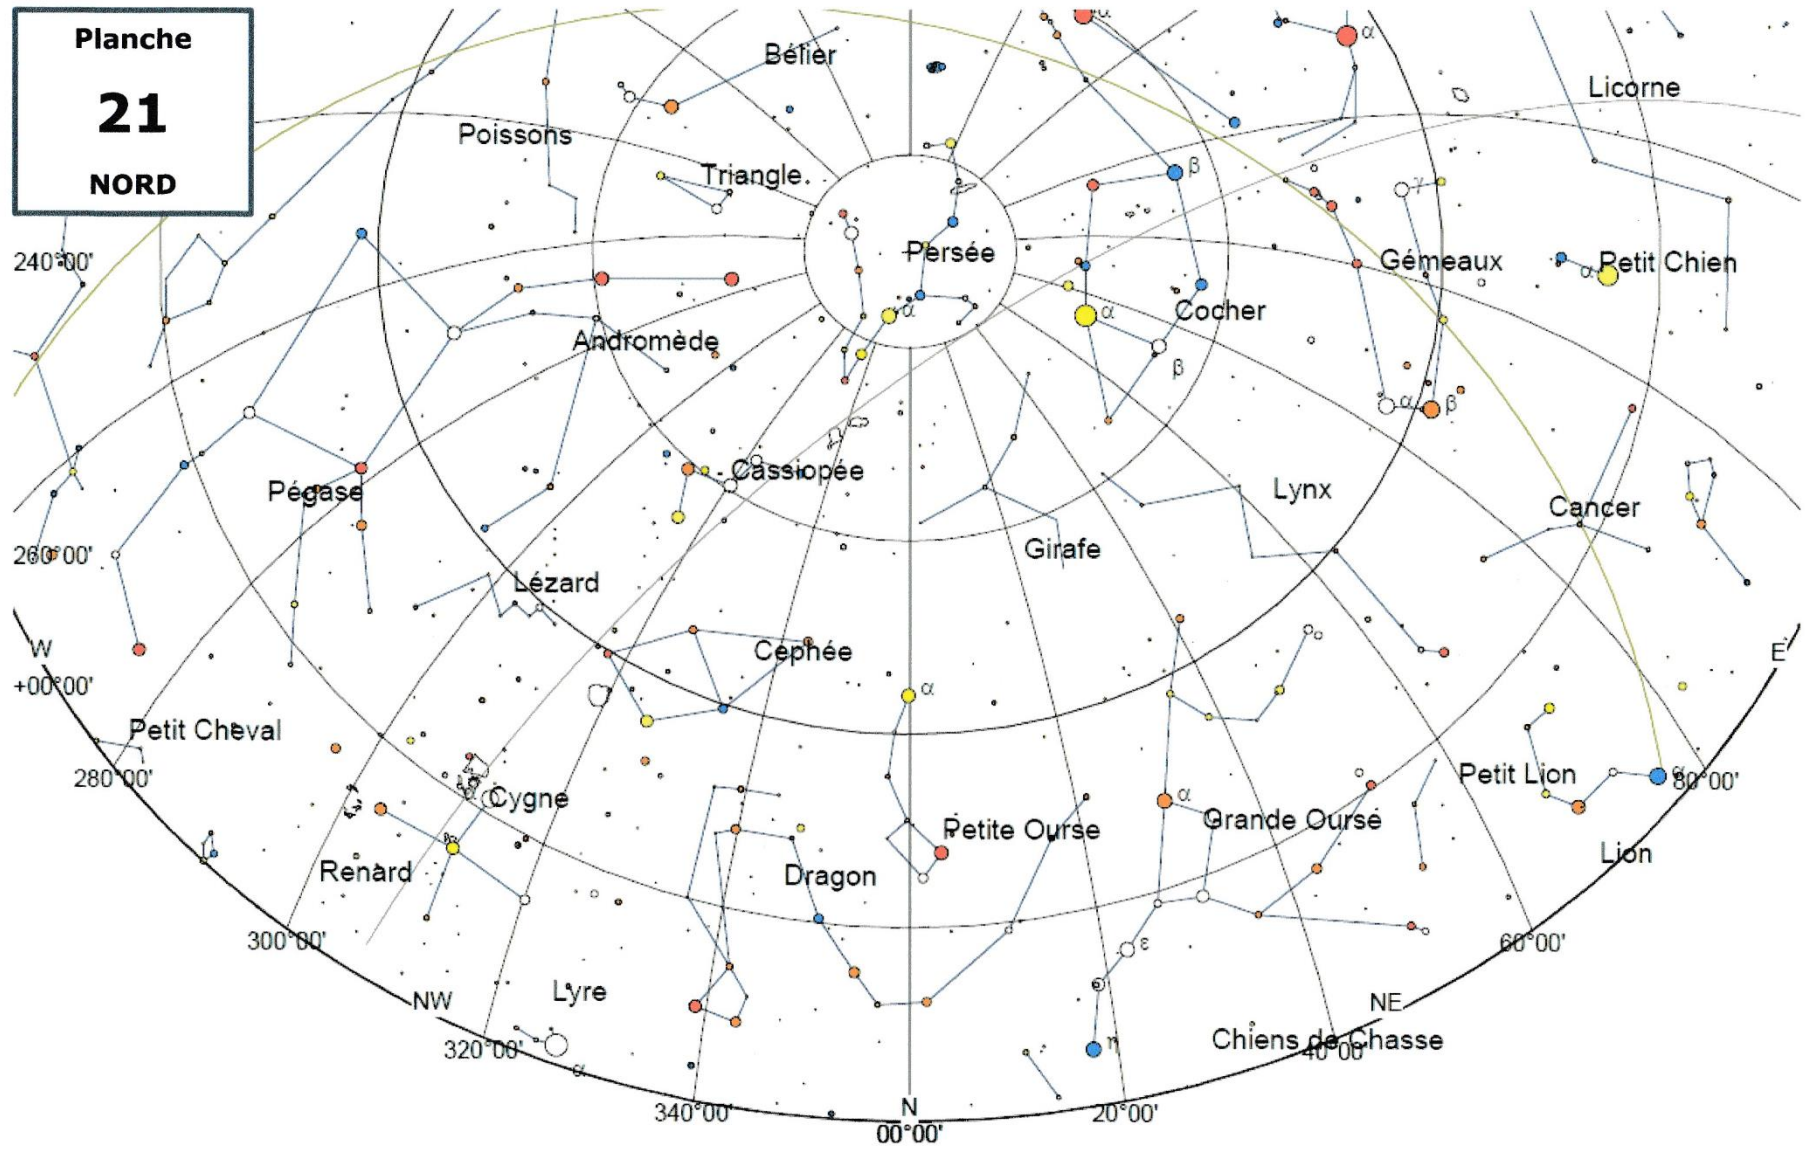 Planche
21
NORD
α
α
Bélier
Licorne
Poissons
Triangle
β
γ
Persée
240°00'
Gémeaux
α
Petit Chien
α
α
Cocher
Andromède
β
α
β
Cassiopée
Pégase
Lynx
Cancer
260°00'
Girafe
Lézard
W
Céphée
E
+00°00'
α
Petit Cheval
280°00'
Petit Lion
α
80°00'
α
Cygne
α
Grande Ourse
Petite Ourse
Lion
Renard
Dragon
300°00'
ε
60°00'
Lyre
NW
NE
η
Chiens de Chasse
320°00'
40°00'
α
N
340°00'
20°00'
00°00'